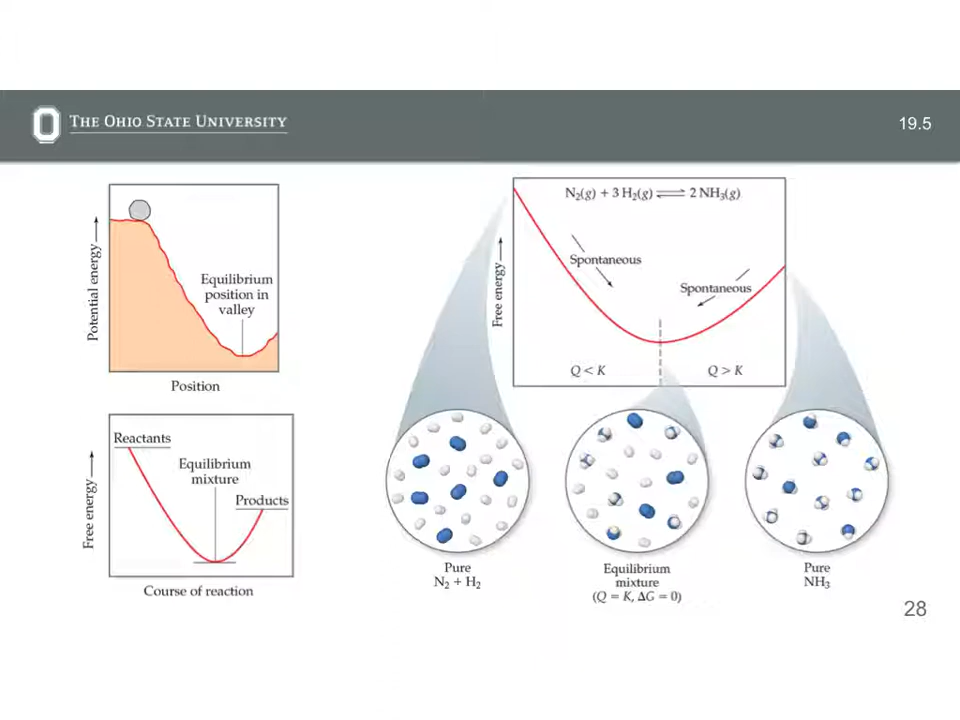 THE OHIO STATE UNIVERSITY
19.5
Potential energy
Equilibrium
position in
valley
Position
Reactants
Equilibrium
mixture
Products
Free energy
Course of reaction
N₂(g) + 3 H₂(g) ⇌ 2 NH₃(g)
Spontaneous
Spontaneous
Free energy
Q < K
Q > K
Pure
N₂ + H₂
Equilibrium
mixture
(Q = K, ΔG = 0)
Pure
NH₃
28